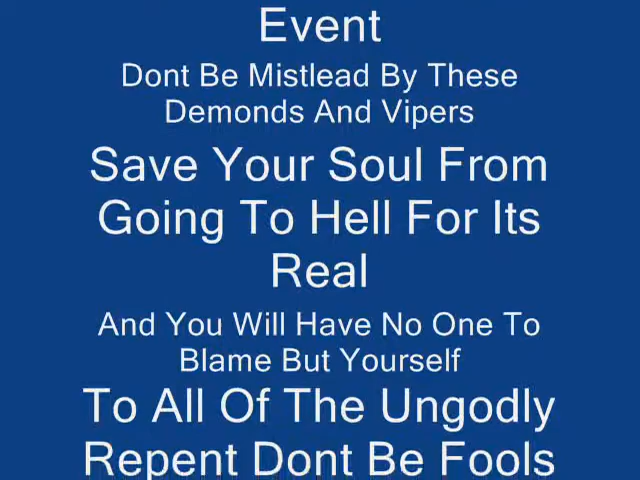 Event
Dont Be Mistlead By These
Demonds And Vipers
Save Your Soul From
Going To Hell For Its
Real
And You Will Have No One To
Blame But Yourself
To All Of The Ungodly
Repent Dont Be Fools